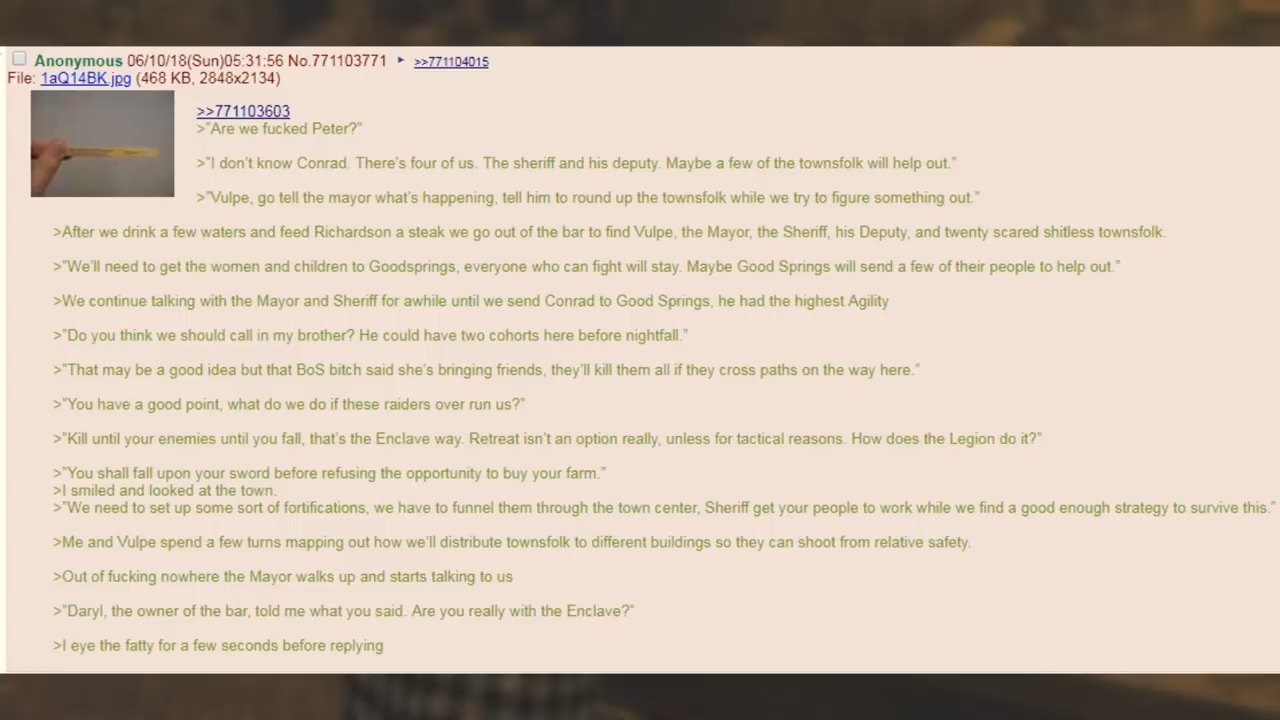 Anonymous 06/10/18(Sun)05:31:56 No.771103771 ▶ >>771104015
File: 1aQ14BK.jpg (468 KB, 2848x2134)
>>771103603
>"Are we fucked Peter?"
>"I don't know Conrad. There's four of us. The sheriff and his deputy. Maybe a few of the townsfolk will help out."
>"Vulpe, go tell the mayor what's happening, tell him to round up the townsfolk while we try to figure something out."
>After we drink a few waters and feed Richardson a steak we go out of the bar to find Vulpe, the Mayor, the Sheriff, his Deputy, and twenty scared shitless townsfolk.
>"We'll need to get the women and children to Goodsprings, everyone who can fight will stay. Maybe Good Springs will send a few of their people to help out."
>We continue talking with the Mayor and Sheriff for awhile until we send Conrad to Good Springs, he had the highest Agility
>"Do you think we should call in my brother? He could have two cohorts here before nightfall."
>"That may be a good idea but that BoS bitch said she's bringing friends, they'll kill them all if they cross paths on the way here."
>"You have a good point, what do we do if these raiders over run us?"
>"Kill until your enemies until you fall, that's the Enclave way. Retreat isn't an option really, unless for tactical reasons. How does the Legion do it?"
>"You shall fall upon your sword before refusing the opportunity to buy your farm."
>I smiled and looked at the town.
>"We need to set up some sort of fortifications, we have to funnel them through the town center, Sheriff get your people to work while we find a good enough strategy to survive this."
>Me and Vulpe spend a few turns mapping out how we'll distribute townsfolk to different buildings so they can shoot from relative safety.
>Out of fucking nowhere the Mayor walks up and starts talking to us
>"Daryl, the owner of the bar, told me what you said. Are you really with the Enclave?"
>I eye the fatty for a few seconds before replying